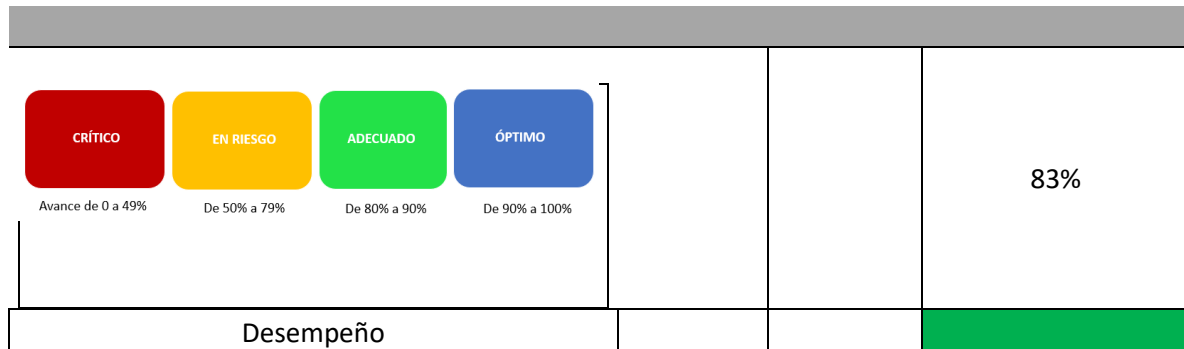 CRÍTICO
EN RIESGO
ADECUADO
ÓPTIMO
Avance de 0 a 49%
De 50% a 79%
De 80% a 90%
De 90% a 100%
83%
Desempeño